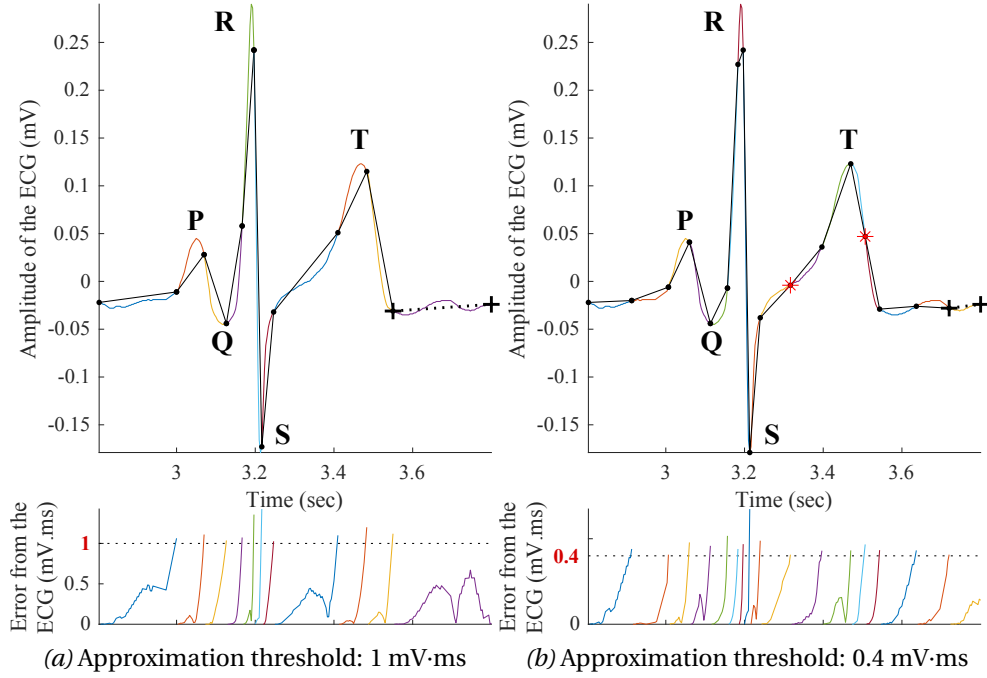 R
R
0.25
0.25
0.2
0.2
0.15
0.15
T
T
0.1
0.1
P
P
0.05
0.05
0
0
-0.05
-0.05
Q
Q
-0.1
-0.1
-0.15
-0.15
S
S
Amplitude of the ECG (mV)
Amplitude of the ECG (mV)
3 3.2 3.4 3.6
3 3.2 3.4 3.6
Time (sec)
Time (sec)
Error from the
ECG (mV.ms)
1
0.5
0
Error from the
ECG (mV.ms)
0.4
0
(a) Approximation threshold: 1 mV·ms
(b) Approximation threshold: 0.4 mV·ms